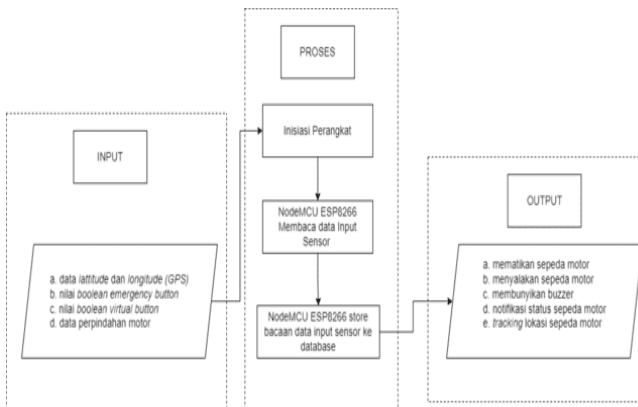 INPUT
a. data lattitude dan longitude (GPS)
b. nilai boolean emergency button
c. nilai boolean virtual button
d. data perpindahan motor
PROSES
Inisiasi Perangkat
NodeMCU ESP8266
Membaca data Input
Sensor
NodeMCU ESP8266 store
bacaan data input sensor ke
database
OUTPUT
a. mematikan sepeda motor
b. menyalakan sepeda motor
c. membunyikan buzzer
d. notifikasi status sepeda motor
e. tracking lokasi sepeda motor